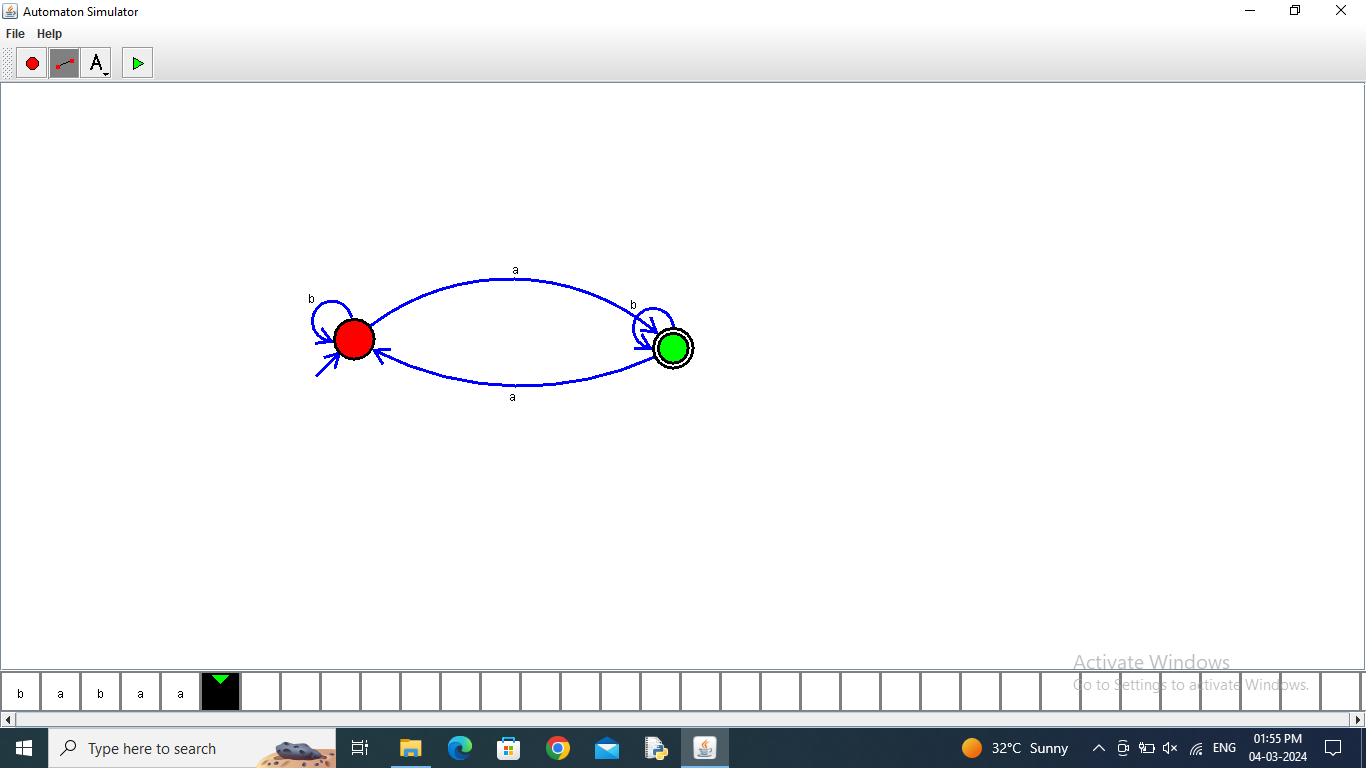 Automaton Simulator
File Help
A
a
b
b
a
Activate Windows
Go to Settings to activate Windows.
b a b a a
Type here to search
32°C Sunny
ENG
01:55 PM
04-03-2024